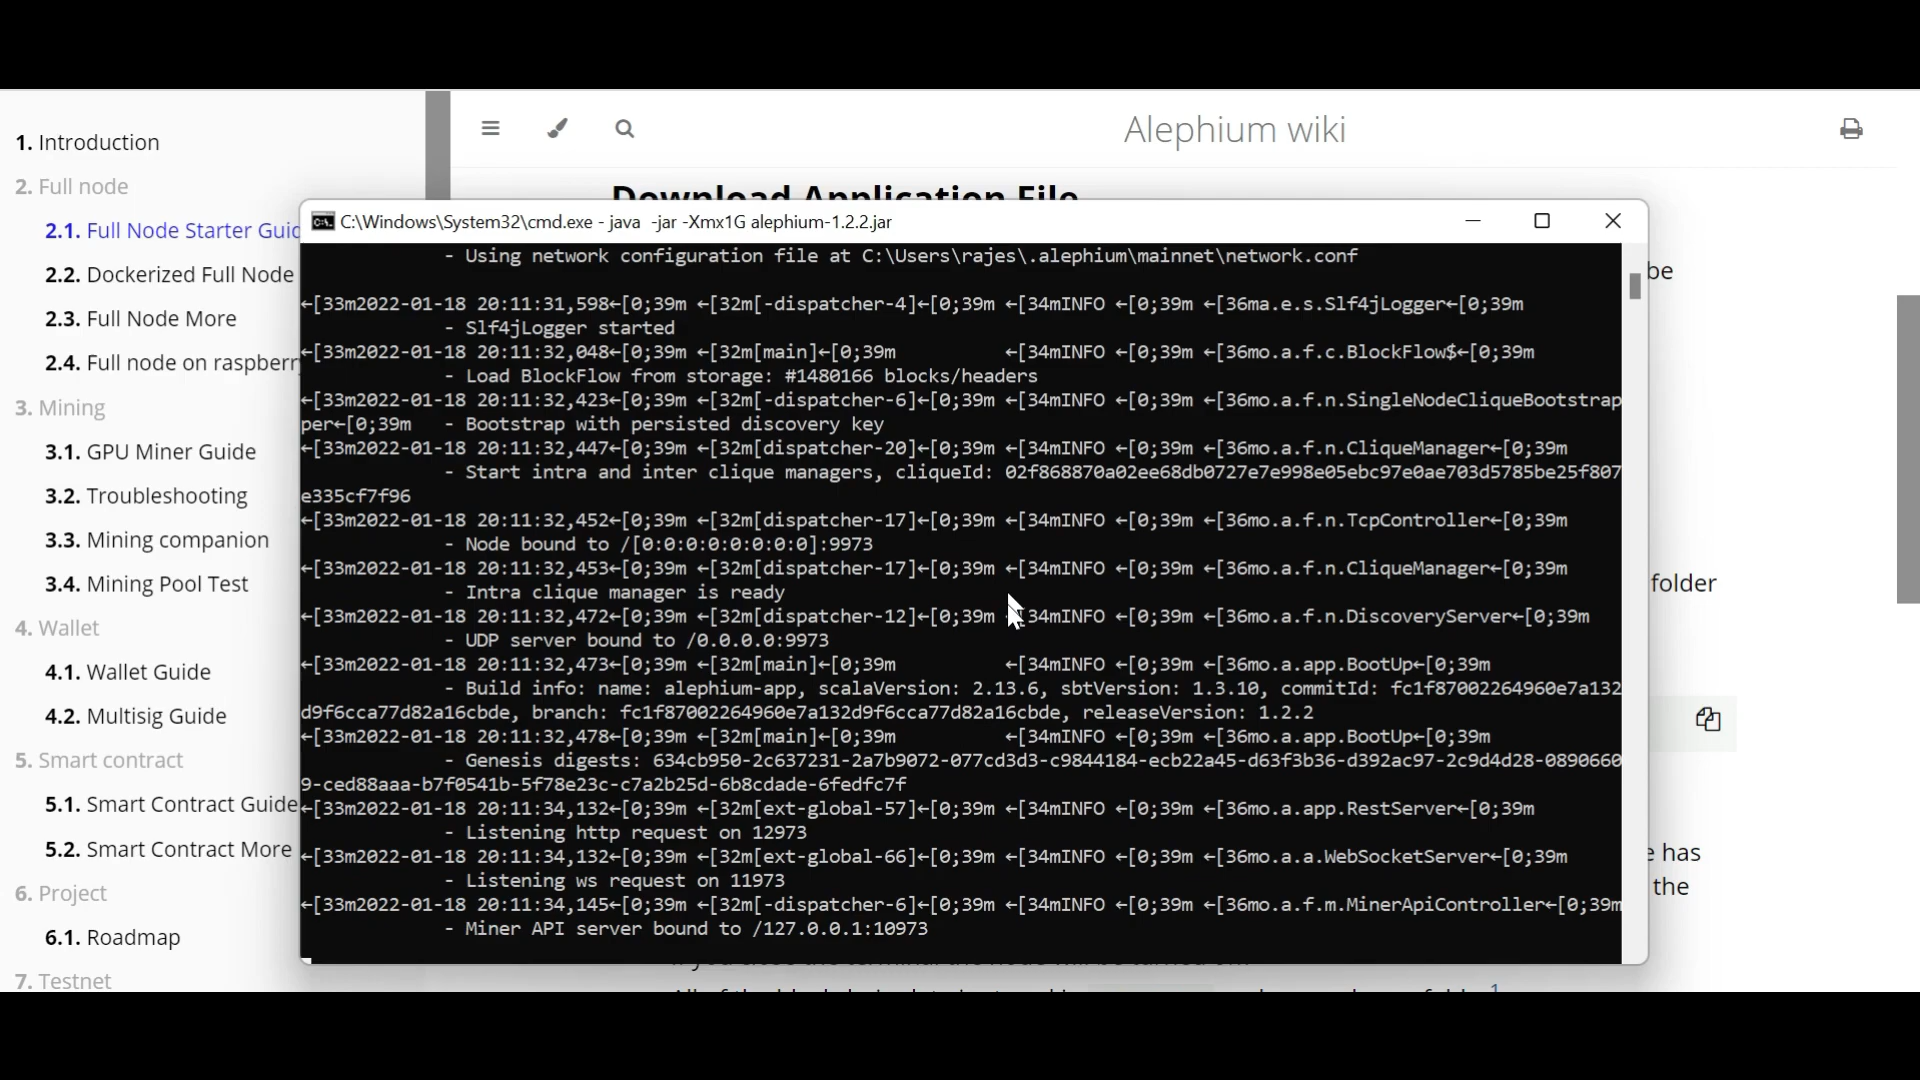 1. Introduction
2. Full node
2.1. Full Node Starter Guid
2.2. Dockerized Full Node
2.3. Full Node More
2.4. Full node on raspberr
3. Mining
3.1. GPU Miner Guide
3.2. Troubleshooting
3.3. Mining companion
3.4. Mining Pool Test
4. Wallet
4.1. Wallet Guide
4.2. Multisig Guide
5. Smart contract
5.1. Smart Contract Guide
5.2. Smart Contract More
6. Project
6.1. Roadmap
7. Testnet
Alephium wiki
Download Application File
C:\Windows\System32\cmd.exe - java  -jar -Xmx1G alephium-1.2.2.jar
- Using network configuration file at C:\Users\rajes\.alephium\mainnet\network.conf
←[33m2022-01-18 20:11:31,598←[0;39m ←[32m[-dispatcher-4]←[0;39m ←[34mINFO ←[0;39m ←[36ma.e.s.Slf4jLogger←[0;39m
- Slf4jLogger started
←[33m2022-01-18 20:11:32,048←[0;39m ←[32m[main]←[0;39m ←[34mINFO ←[0;39m ←[36mo.a.f.c.BlockFlow$←[0;39m
- Load BlockFlow from storage: #1480166 blocks/headers
←[33m2022-01-18 20:11:32,423←[0;39m ←[32m[-dispatcher-6]←[0;39m ←[34mINFO ←[0;39m ←[36mo.a.f.n.SingleNodeCliqueBootstrap
per←[0;39m - Bootstrap with persisted discovery key
←[33m2022-01-18 20:11:32,447←[0;39m ←[32m[dispatcher-20]←[0;39m ←[34mINFO ←[0;39m ←[36mo.a.f.n.CliqueManager←[0;39m
- Start intra and inter clique managers, cliqueId: 02f868870a02ee68db0727e7e998e05ebc97e0ae703d5785be25f807
e335cf7f96
←[33m2022-01-18 20:11:32,452←[0;39m ←[32m[dispatcher-17]←[0;39m ←[34mINFO ←[0;39m ←[36mo.a.f.n.TcpController←[0;39m
- Node bound to /[0:0:0:0:0:0:0:0]:9973
←[33m2022-01-18 20:11:32,453←[0;39m ←[32m[dispatcher-17]←[0;39m ←[34mINFO ←[0;39m ←[36mo.a.f.n.CliqueManager←[0;39m
- Intra clique manager is ready
←[33m2022-01-18 20:11:32,472←[0;39m ←[32m[dispatcher-12]←[0;39m ←[34mINFO ←[0;39m ←[36mo.a.f.n.DiscoveryServer←[0;39m
- UDP server bound to /0.0.0.0:9973
←[33m2022-01-18 20:11:32,473←[0;39m ←[32m[main]←[0;39m ←[34mINFO ←[0;39m ←[36mo.a.app.BootUp←[0;39m
- Build info: name: alephium-app, scalaVersion: 2.13.6, sbtVersion: 1.3.10, commitId: fc1f87002264960e7a132
d9f6cca77d82a16cbde, branch: fc1f87002264960e7a132d9f6cca77d82a16cbde, releaseVersion: 1.2.2
←[33m2022-01-18 20:11:32,478←[0;39m ←[32m[main]←[0;39m ←[34mINFO ←[0;39m ←[36mo.a.app.BootUp←[0;39m
- Genesis digests: 634cb950-2c637231-2a7b9072-077cd3d3-c9844184-ecb22a45-d63f3b36-d392ac97-2c9d4d28-0890660
9-ced88aaa-b7f0541b-5f78e23c-c7a2b25d-6b8cdade-6fedfc7f
←[33m2022-01-18 20:11:34,132←[0;39m ←[32m[ext-global-57]←[0;39m ←[34mINFO ←[0;39m ←[36mo.a.app.RestServer←[0;39m
- Listening http request on 12973
←[33m2022-01-18 20:11:34,132←[0;39m ←[32m[ext-global-66]←[0;39m ←[34mINFO ←[0;39m ←[36mo.a.a.WebSocketServer←[0;39m
- Listening ws request on 11973
←[33m2022-01-18 20:11:34,145←[0;39m ←[32m[-dispatcher-6]←[0;39m ←[34mINFO ←[0;39m ←[36mo.a.f.m.MinerApiController←[0;39m
- Miner API server bound to /127.0.0.1:10973
be
folder
has
the
1